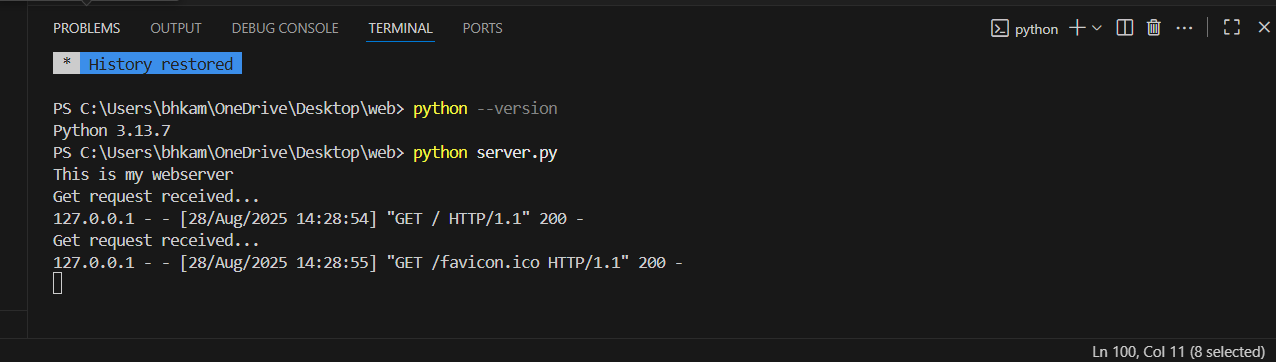 PROBLEMS OUTPUT DEBUG CONSOLE TERMINAL PORTS python
* History restored
PS C:\Users\bhkam\OneDrive\Desktop\web> python --version
Python 3.13.7
PS C:\Users\bhkam\OneDrive\Desktop\web> python server.py
This is my webserver
Get request received...
127.0.0.1 - - [28/Aug/2025 14:28:54] "GET / HTTP/1.1" 200 -
Get request received...
127.0.0.1 - - [28/Aug/2025 14:28:55] "GET /favicon.ico HTTP/1.1" 200 -
Ln 100, Col 11 (8 selected)